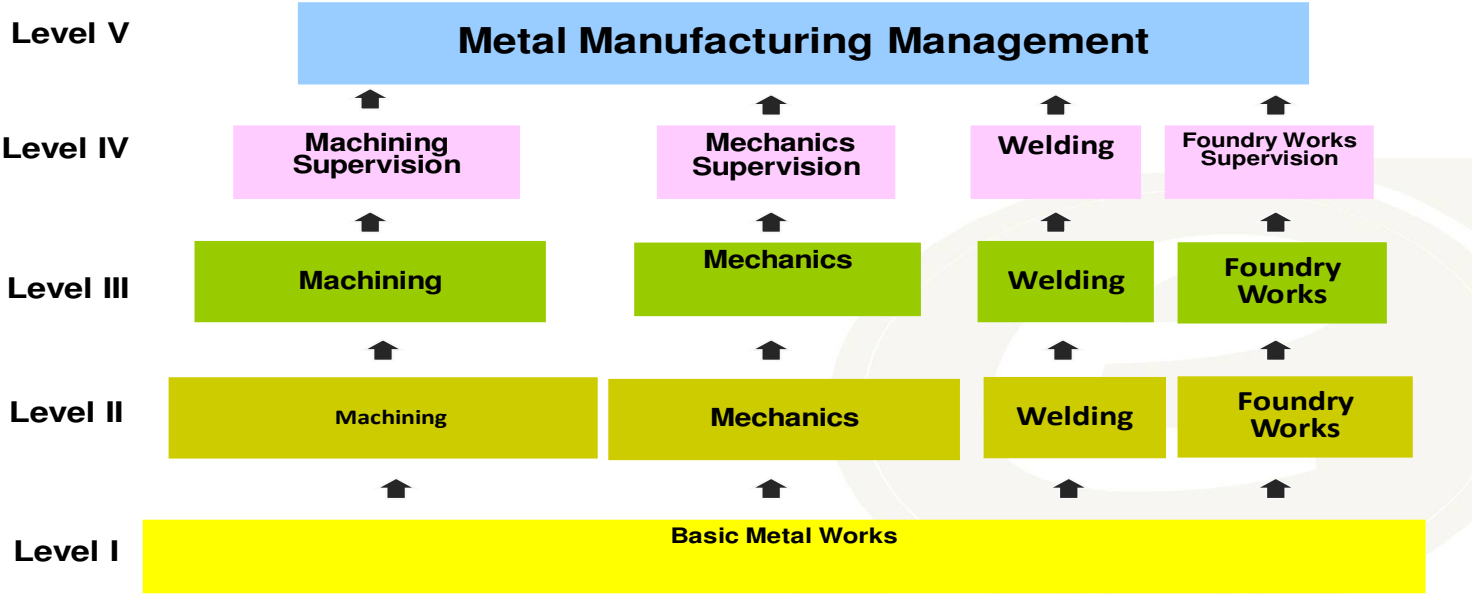 Level V
Metal Manufacturing Management
Level IV
Machining
Supervision
Mechanics
Supervision
Welding
Foundry Works
Supervision
Level III
Machining
Mechanics
Welding
Foundry
Works
Level II
Machining
Mechanics
Welding
Foundry
Works
Level I
Basic Metal Works